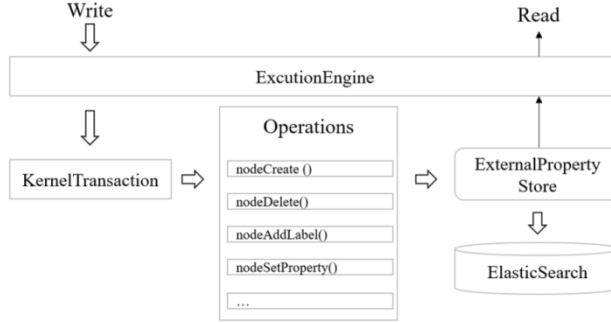 Write
Read
ExcutionEngine
Operations
KernelTransaction
nodeCreate ()
nodeDelete()
nodeAddLabel()
nodeSetProperty()
…
ExternalProperty
Store
ElasticSearch